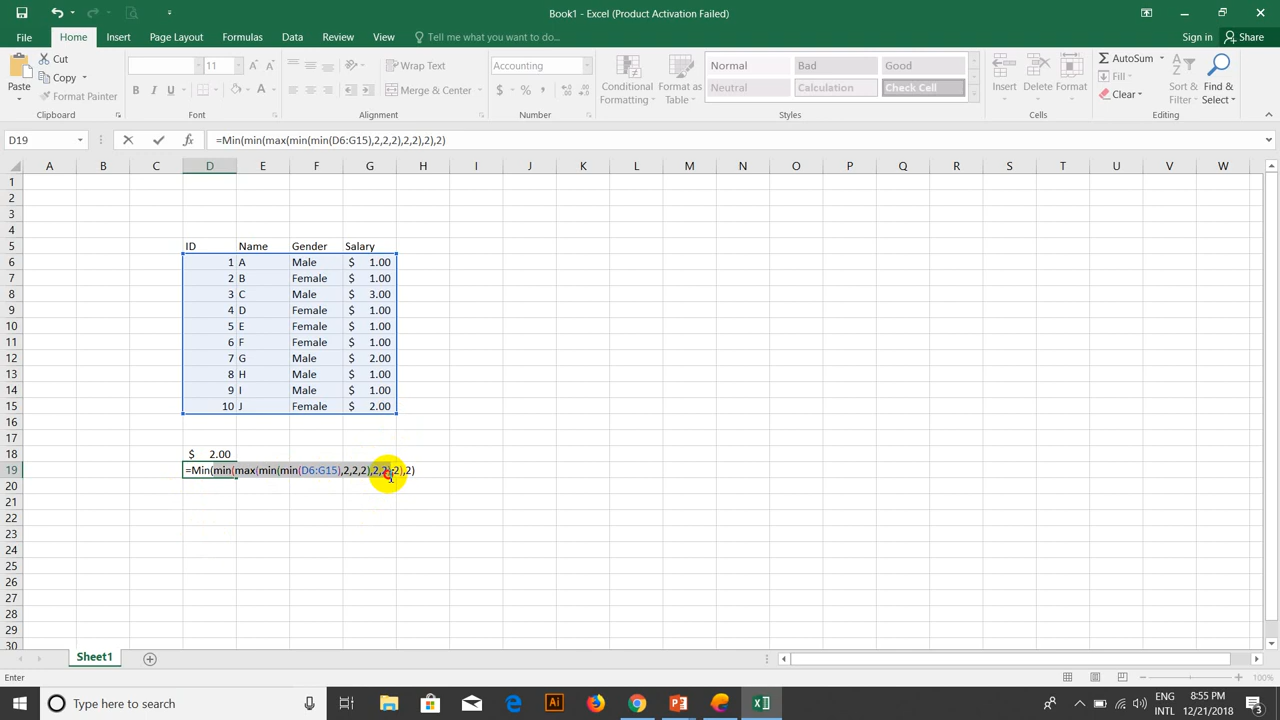 Book1 - Excel (Product Activation Failed)
File Home Insert Page Layout Formulas Data Review View Tell me what you want to do... Sign in Share
Paste Cut Copy Format Painter Clipboard
11 Font
Wrap Text Merge & Center Alignment
Accounting Number
Conditional Formatting Format as Table
Normal Bad Good
Neutral Calculation Check Cell
Styles
Insert Delete Format Cells
AutoSum Fill Clear Sort & Filter Find & Select Editing
D19 =Min(min(max(min(min(D6:G15),2,2,2),2,2),2),2)
A B C D E F G H I J K L M N O P Q R S T U V W
1
2
3
4
5 ID Name Gender Salary
6 1 A Male $ 1.00
7 2 B Female $ 1.00
8 3 C Male $ 3.00
9 4 D Female $ 1.00
10 5 E Female $ 1.00
11 6 F Female $ 1.00
12 7 G Male $ 2.00
13 8 H Male $ 1.00
14 9 I Male $ 1.00
15 10 J Female $ 2.00
16
17
18 $ 2.00
19 =Min(min(max(min(min(D6:G15),2,2,2),2,2),2),2)
20
21
22
23
24
25
26
27
28
29
30
Sheet1
Enter 100%
Type here to search ENG 8:55 PM
INTL 12/21/2018